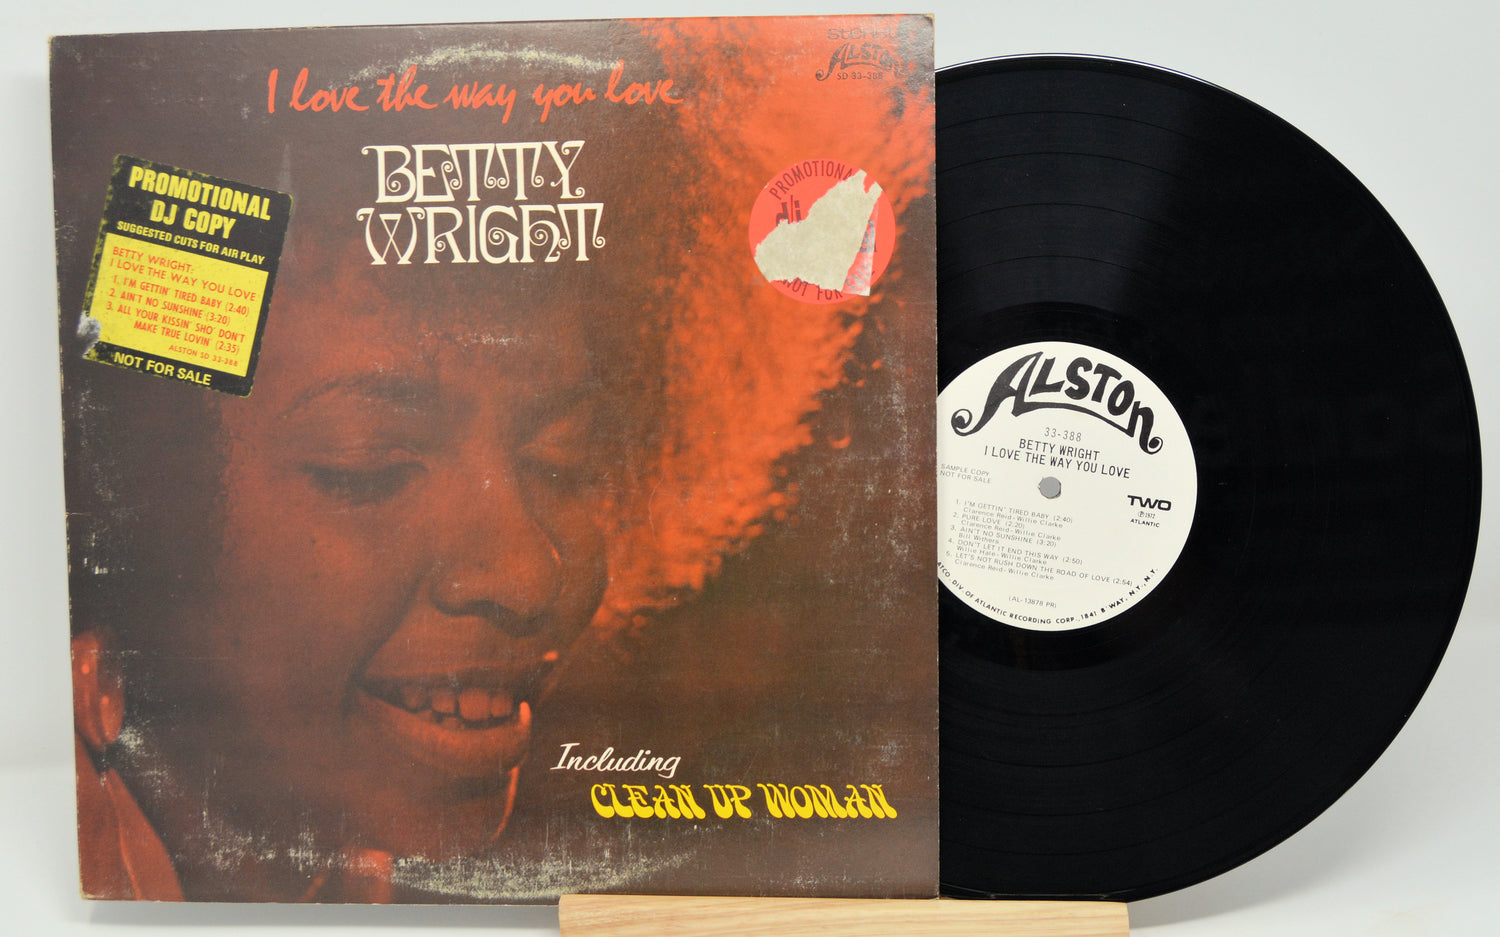 I love the way you love
STEREO
ALSTON
SD 33-388
BETTY
WRIGHT
PROMOTIONAL
DJ COPY
SUGGESTED CUTS FOR AIR PLAY
BETTY WRIGHT:
I LOVE THE WAY YOU LOVE
1. I'M GETTIN' TIRED BABY (2:40)
2. AIN'T NO SUNSHINE (3:20)
3. ALL YOUR KISSIN' SHO' DON'T
MAKE TRUE LOVIN' (2:35)
ALSTON SD 33-388
NOT FOR SALE
PROMOTIONA
NOT FOR
Including
CLEAN UP WOMAN
ALSTON
33-388
BETTY WRIGHT
I LOVE THE WAY YOU LOVE
SAMPLE COPY
NOT FOR SALE
TWO
℗1972
ATLANTIC
1. I'M GETTIN' TIRED BABY (2:40)
Clarence Reid-Willie Clarke
2. PURE LOVE (2:20)
Clarence Reid-Willie Clarke
3. AIN'T NO SUNSHINE (3:20)
Bill Withers
4. DON'T LET IT END THIS WAY (2:50)
Willie Hale-Willie Clarke
5. LET'S NOT RUSH DOWN THE ROAD OF LOVE (2:54)
Clarence Reid-Willie Clarke
(AL-13878 PR)
ATCO DIV. OF ATLANTIC RECORDING CORP., 1841 B'WAY, N.Y., N.Y.